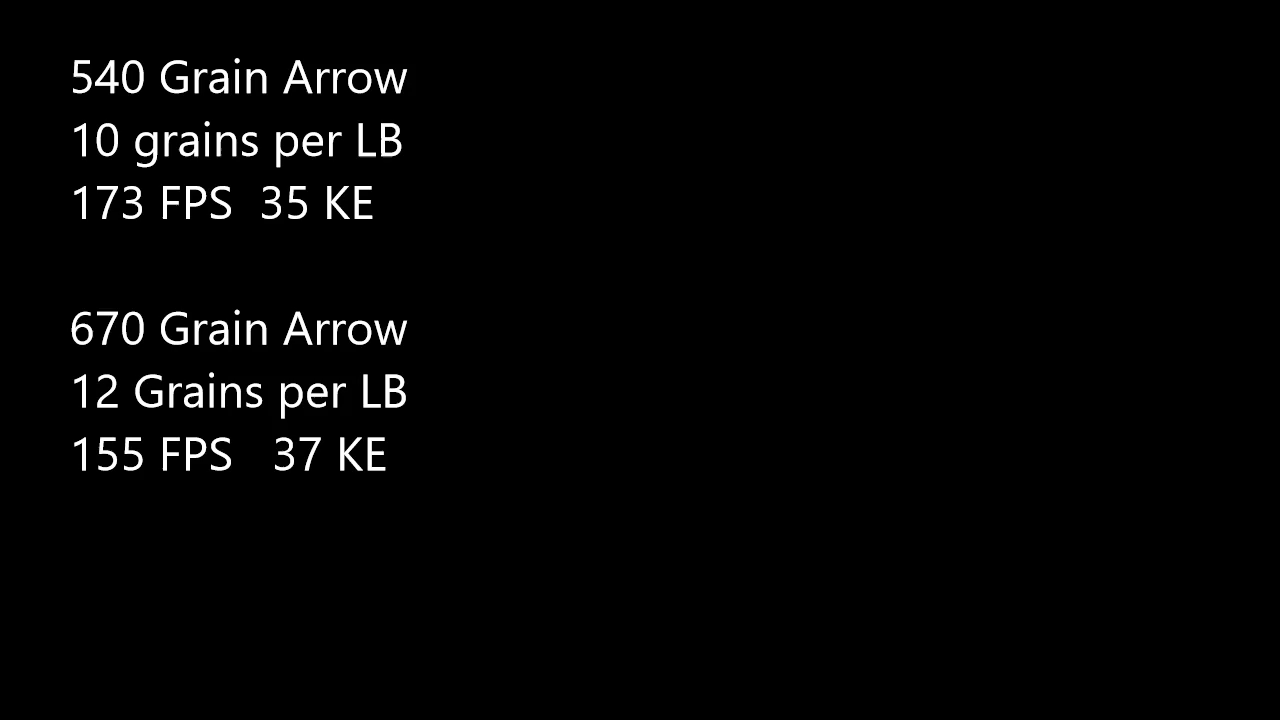 540 Grain Arrow
10 grains per LB
173 FPS  35 KE
670 Grain Arrow
12 Grains per LB
155 FPS   37 KE